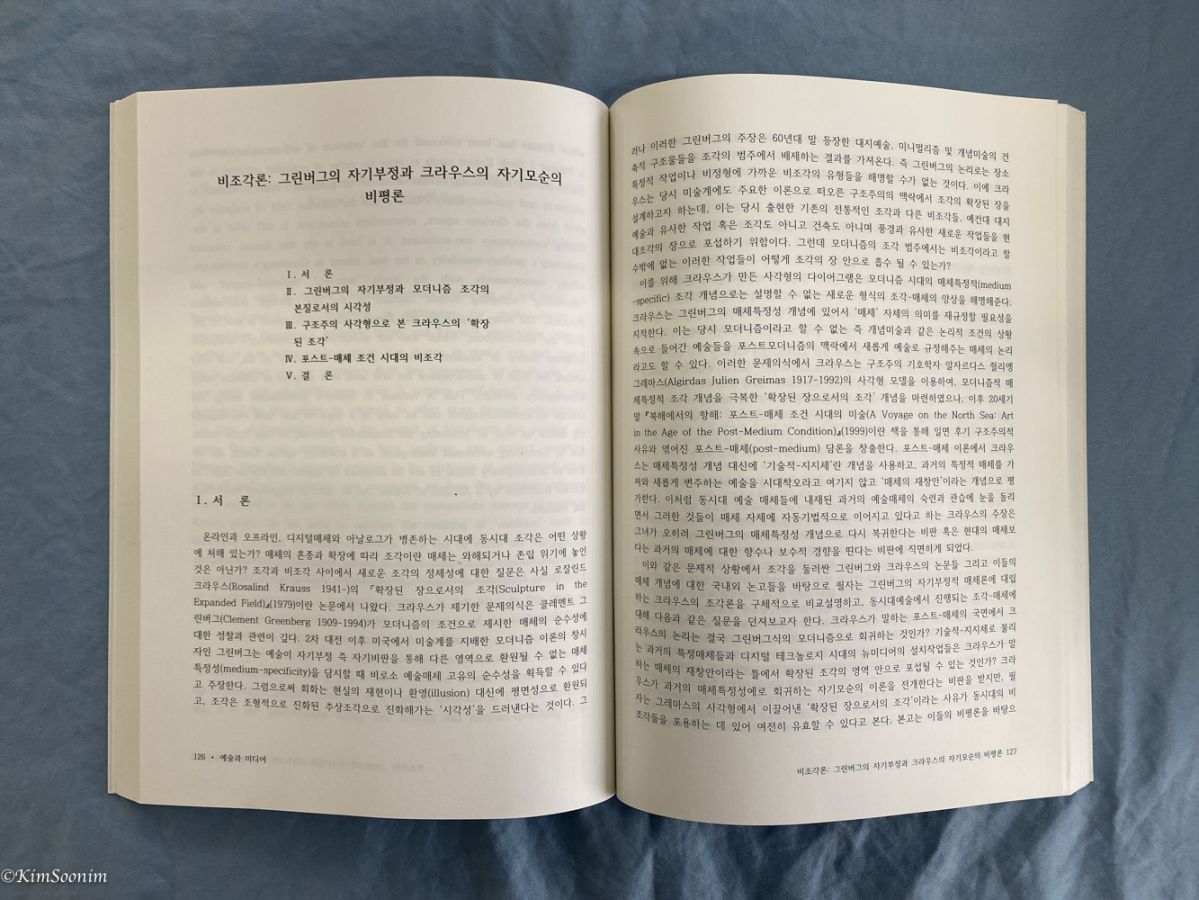 비조각론: 그린버그의 자기부정과 크라우스의 자기모순의
비평론
Ⅰ. 서 론
Ⅱ. 그린버그의 자기부정과 모더니즘 조각의
본질로서의 시각성
Ⅲ. 구조주의 사각형으로 본 크라우스의 '확장
된 조각'
Ⅳ. 포스트-매체 조건 시대의 비조각
Ⅴ. 결 론
Ⅰ. 서 론
온라인과 오프라인, 디지털매체와 아날로그가 병존하는 시대에 동시대 조각은 어떤 상황
에 처해 있는가? 매체의 혼종과 확장에 따라 조각이란 매체는 와해되거나 존립 위기에 놓인
것은 아닌가? 조각과 비조각 사이에서 새로운 조각의 정체성에 대한 질문은 사실 로잘린드
크라우스(Rosalind Krauss 1941-)의 『확장된 장으로서의 조각(Sculpture in the
Expanded Field)』(1979)이란 논문에서 나왔다. 크라우스가 제기한 문제의식은 클레멘트 그
린버그(Clement Greenberg 1909-1994)가 모더니즘의 조건으로 제시한 매체의 순수성에
대한 성찰과 관련이 깊다. 2차 대전 이후 미국에서 미술계를 지배한 모더니즘 이론의 창시
자인 그린버그는 예술이 자기부정 즉 자기비판을 통해 다른 영역으로 환원될 수 없는 매체
특정성(medium-specificity)을 담지할 때 비로소 예술매체 고유의 순수성을 획득할 수 있다
고 주장한다. 그럼으로써 회화는 현실의 재현이나 환영(illusion) 대신에 평면성으로 환원되
고, 조각은 조형적으로 진화된 추상조각으로 진화해가는 '시각성'을 드러낸다는 것이다. 그
126 • 예술과 미디어
러나 이러한 그린버그의 주장은 60년대 말 등장한 대지예술, 미니멀리즘 및 개념미술의 건
축적 구조물들을 조각의 범주에서 배제하는 결과를 가져온다. 즉 그린버그의 논리로는 장소
특정적 작업이나 비정형에 가까운 비조각의 유형들을 해명할 수가 없는 것이다. 이에 크라
우스는 당시 미술계에도 주요한 이론으로 떠오른 구조주의의 맥락에서 조각의 확장된 장을
설계하고자 하는데, 이는 당시 출현한 기존의 전통적인 조각과 다른 비조각들, 예컨대 대지
예술과 유사한 작업 혹은 조각도 아니고 건축도 아니며 풍경과 유사한 새로운 작업들을 현
대조각의 장으로 포섭하기 위함이다. 그런데 모더니즘의 조각 범주에서는 비조각이라고 할
수밖에 없는 이러한 작업들이 어떻게 조각의 장 안으로 흡수 될 수 있는가?
이를 위해 크라우스가 만든 사각형의 다이어그램은 모더니즘 시대의 매체특정적(medium
-specific) 조각 개념으로는 설명할 수 없는 새로운 형식의 조각-매체의 양상을 해명해준다.
크라우스는 그린버그의 매체특정성 개념에 있어서 '매체' 자체의 의미를 재규정할 필요성을
지적한다. 이는 당시 모더니즘이라고 할 수 없는 즉 개념미술과 같은 논리적 조건의 상황
속으로 들어간 예술들을 포스트모더니즘의 맥락에서 새롭게 예술로 규정해주는 매체의 논리
라고도 할 수 있다. 이러한 문제의식에서 크라우스는 구조주의 기호학자 알자르다스 쥘리엥
그레마스(Algirdas Julien Greimas 1917-1992)의 사각형 모델을 이용하여, 모더니즘적 매
체특정적 조각 개념을 극복한 '확장된 장으로서의 조각' 개념을 마련하였으나, 이후 20세기
말 『북해에서의 항해: 포스트-매체 조건 시대의 미술(A Voyage on the North Sea: Art
in the Age of the Post-Medium Condition)』(1999)이란 책을 통해 일면 후기 구조주의적
사유와 엮어진 포스트-매체(post-medium) 담론을 창출한다. 포스트-매체 이론에서 크라우
스는 매체특정성 개념 대신에 '기술적-지지체'란 개념을 사용하고, 과거의 특정적 매체를 가
져와 새롭게 변주하는 예술을 시대착오라고 여기지 않고 '매체의 재창안'이라는 개념으로 평
가한다. 이처럼 동시대 예술 매체들에 내재된 과거의 예술매체의 숙련과 관습에 눈을 돌리
면서 그러한 것들이 매체 자체에 자동기법적으로 이어지고 있다고 하는 크라우스의 주장은
그녀가 오히려 그린버그의 매체특정성 개념으로 다시 복귀한다는 비판 혹은 현대의 매체보
다는 과거의 매체에 대한 향수나 보수적 경향을 띤다는 비판에 직면하게 되었다.
이와 같은 문제적 상황에서 조각을 둘러싼 그린버그와 크라우스의 논문들 그리고 이들의
매체 개념에 대한 국내외 논고들을 바탕으로 필자는 그린버그의 자기부정적 매체론에 대립
하는 크라우스의 조각론을 구체적으로 비교설명하고, 동시대예술에서 진행되는 조각-매체에
대해 다음과 같은 질문을 던져보고자 한다. 크라우스가 말하는 포스트-매체의 국면에서 크
라우스의 논리는 결국 그린버그식의 모더니즘으로 회귀하는 것인가? 기술적-지지체로 불리
는 과거의 특정매체들과 디지털 테크놀로지 시대의 뉴미디어의 설치작업들은 크라우스가 말
하는 매체의 재창안이라는 틀에서 확장된 조각의 영역 안으로 포섭될 수 있는 것인가? 크라
우스가 과거의 매체특정성에로 회귀하는 자기모순의 이론을 전개한다는 비판을 받지만, 필
자는 그레마스의 사각형에서 이끌어낸 '확장된 장으로서의 조각'이라는 사유가 동시대의 비
조각들을 포용하는 데 있어 여전히 유효할 수 있다고 본다. 본고는 이들의 비평론을 바탕으
비조각론: 그린버그의 자기부정과 크라우스의 자기모순의 비평론 127
©KimSoonim